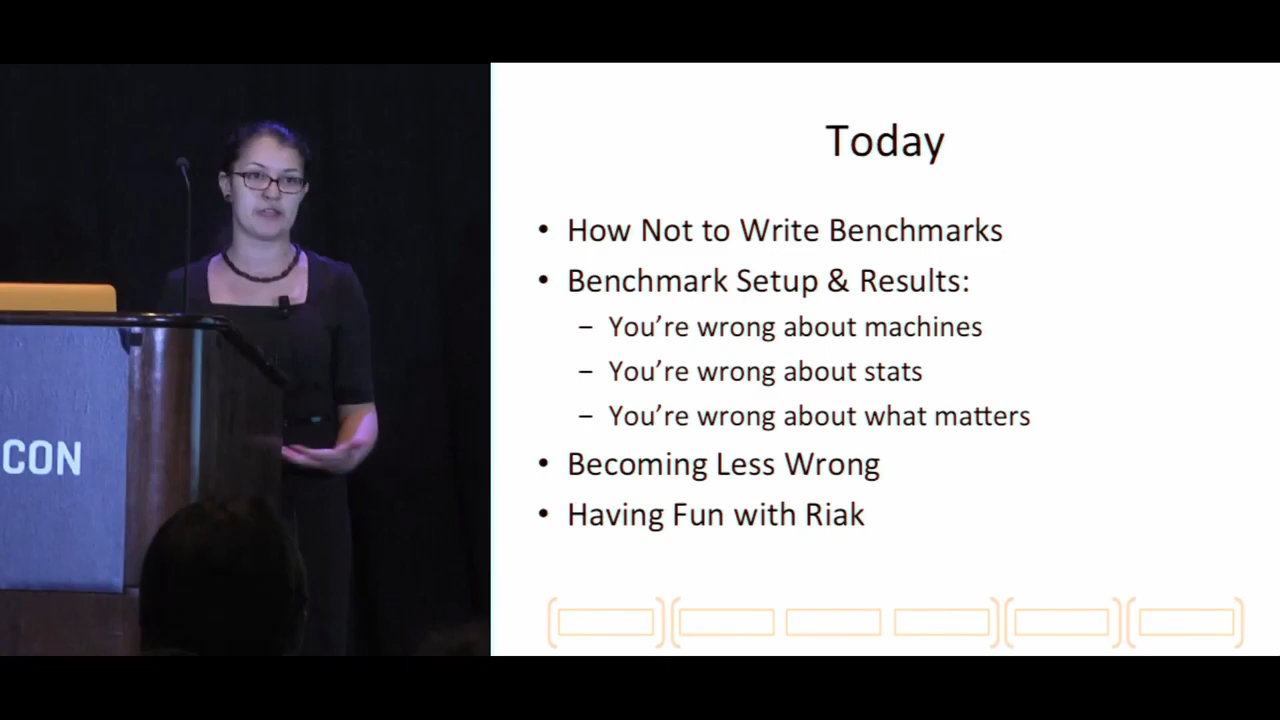 CON
Today
• How Not to Write Benchmarks
• Benchmark Setup & Results:
– You’re wrong about machines
– You’re wrong about stats
– You’re wrong about what matters
• Becoming Less Wrong
• Having Fun with Riak